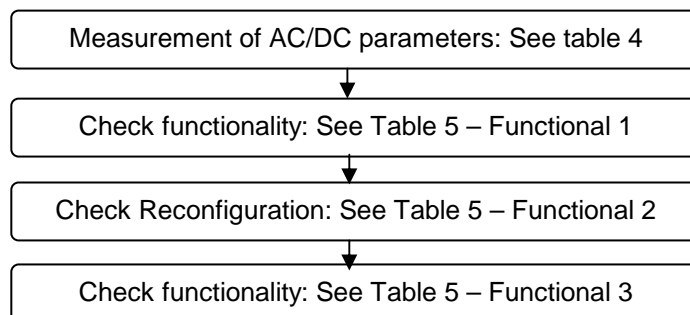 Measurement of AC/DC parameters: See table 4
Check functionality: See Table 5 – Functional 1
Check Reconfiguration: See Table 5 – Functional 2
Check functionality: See Table 5 – Functional 3